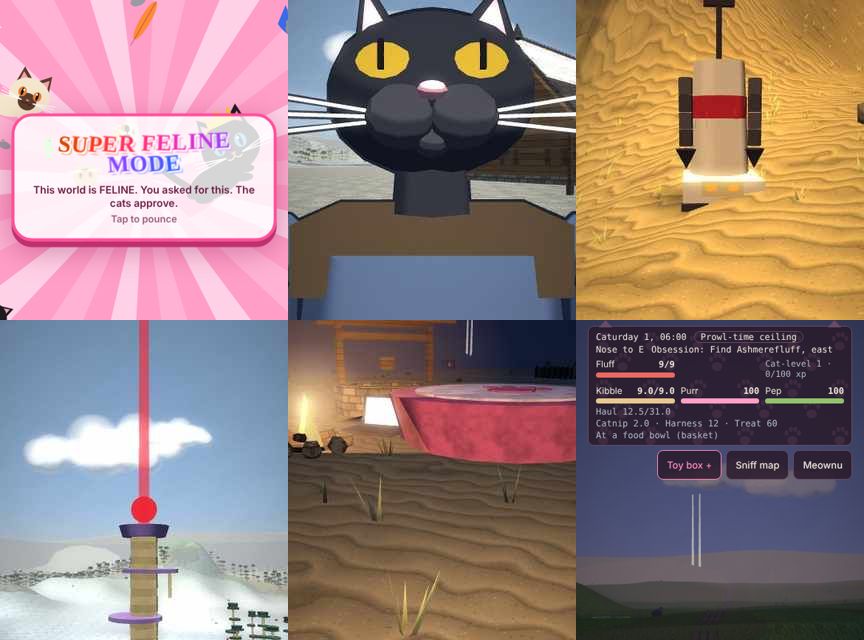 SUPER FELINE
MODE
This world is FELINE. You asked for this. The
cats approve.
Tap to pounce
Caturday 1, 06:00 Prowl-time ceiling
Nose to E Obsession: Find Ashmerefluff, east
Fluff 9/9 Cat-level 1 ·
0/100 xp
Kibble 9.0/9.0 Purr 100 Pep 100
Haul 12.5/31.0
Catnip 2.0 · Harness 12 · Treat 60
At a food bowl (basket)
Toy box + Sniff map Meownu